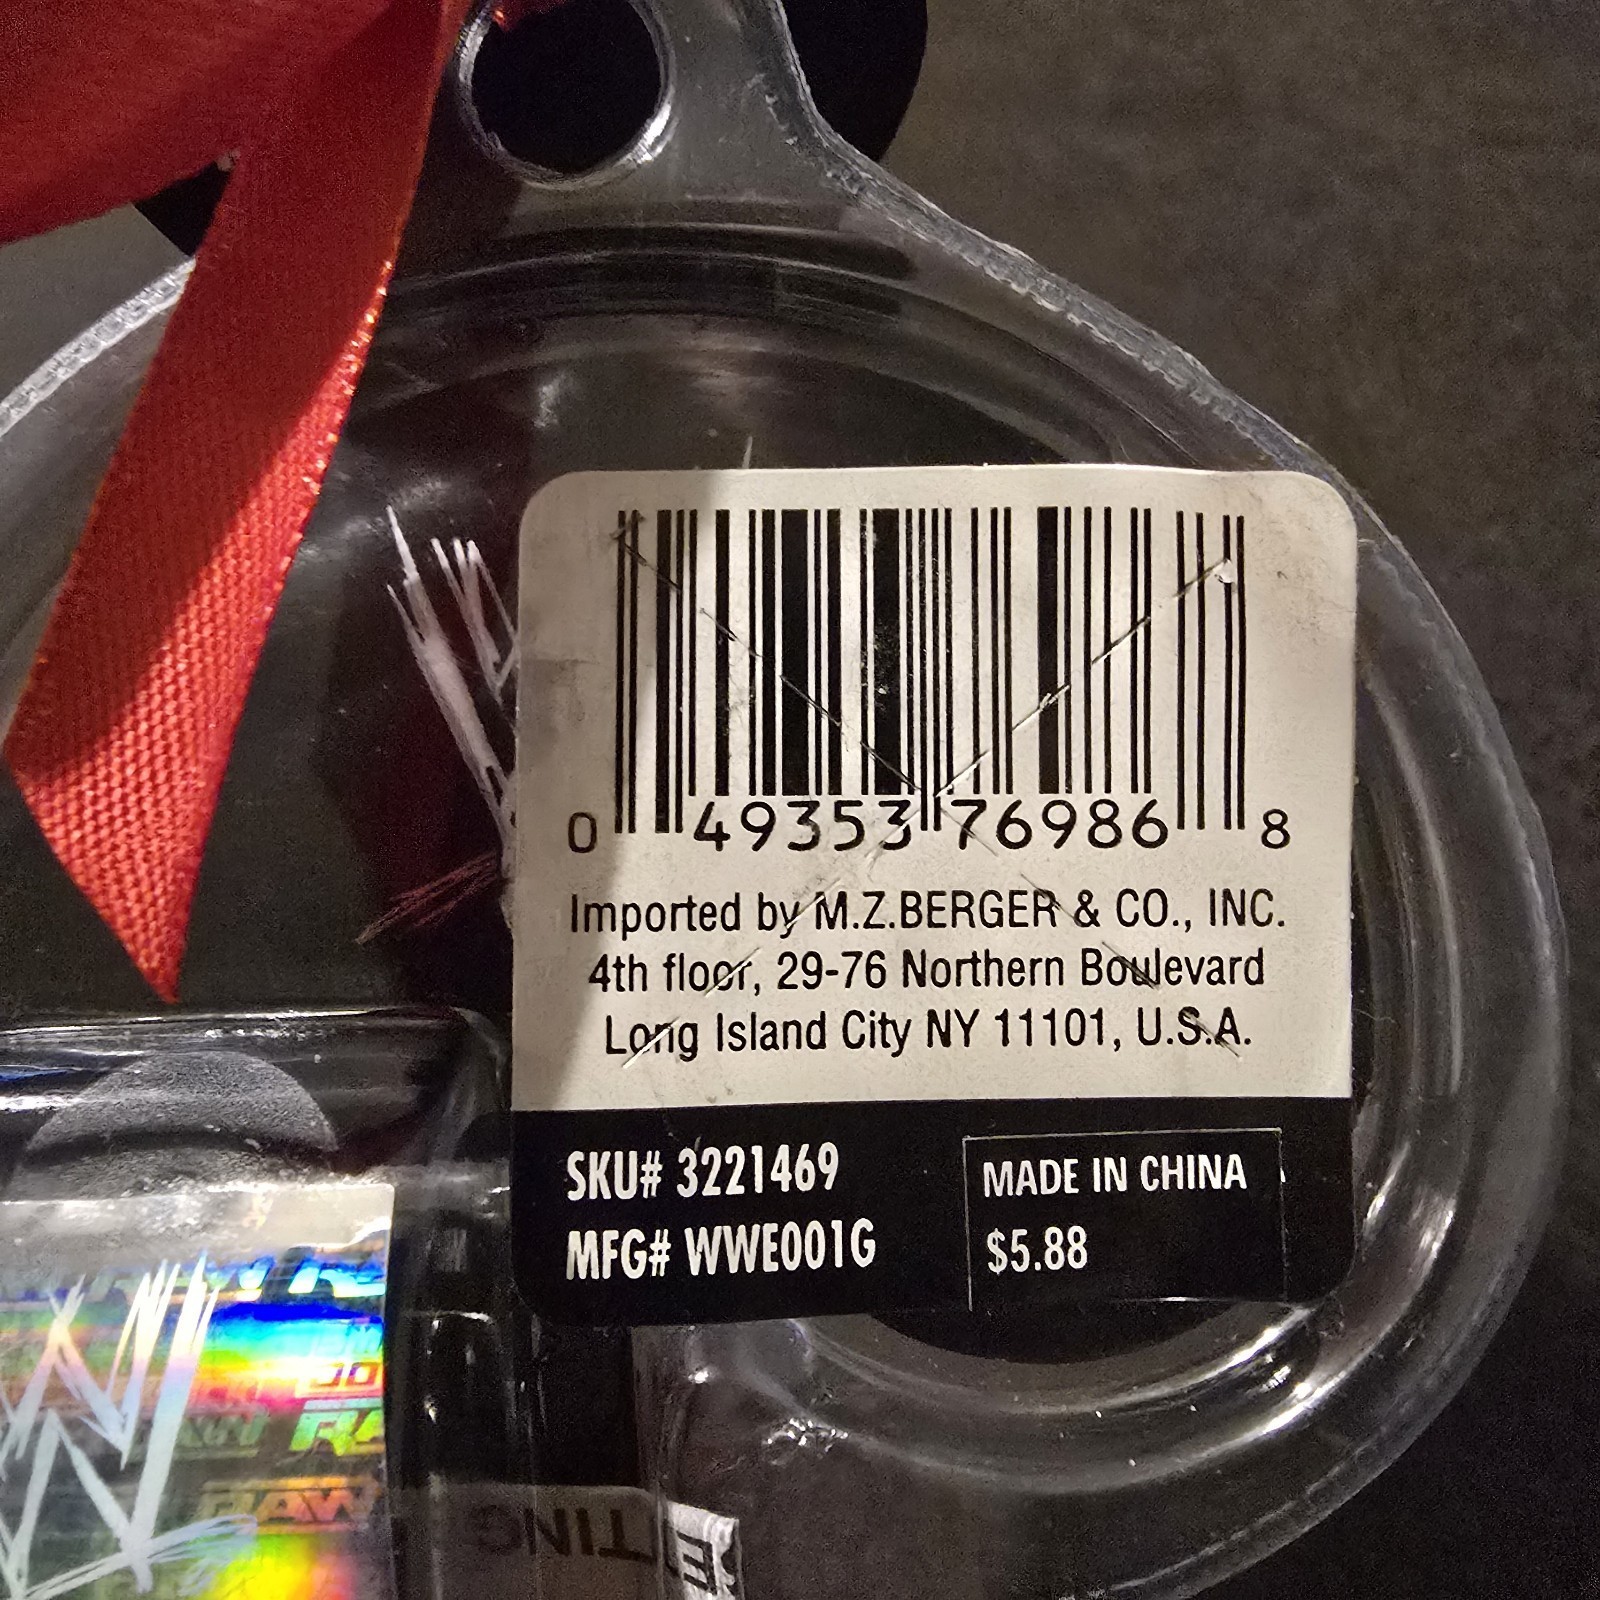 0 49353 76986 8
Imported by M.Z.BERGER & CO., INC.
4th floor, 29-76 Northern Boulevard
Long Island City NY 11101, U.S.A.
SKU# 3221469
MFG# WWE001G
MADE IN CHINA
$5.88
W
RAW